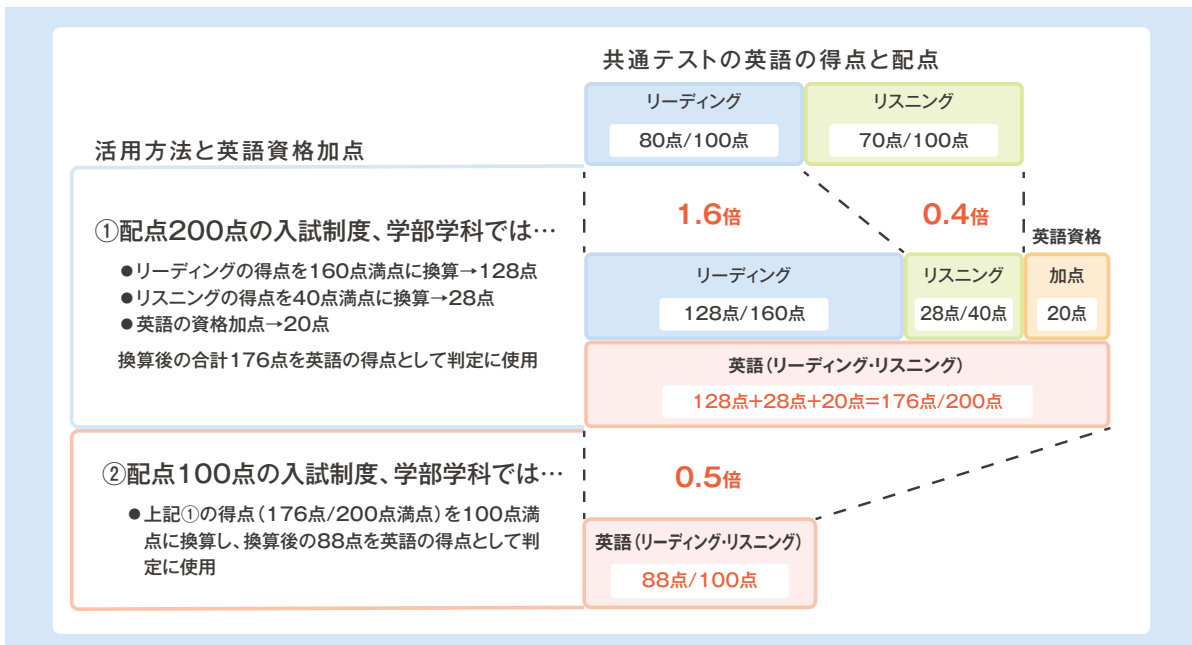 共通テストの英語の得点と配点
リーディング
リスニング
80点/100点
70点/100点
活用方法と英語資格加点
①配点200点の入試制度、学部学科では…
●リーディングの得点を160点満点に換算→128点
●リスニングの得点を40点満点に換算→28点
●英語の資格加点→20点
換算後の合計176点を英語の得点として判定に使用
1.6倍
0.4倍
英語資格
リーディング
リスニング
加点
128点/160点
28点/40点
20点
英語(リーディング・リスニング)
128点+28点+20点=176点/200点
②配点100点の入試制度、学部学科では…
●上記①の得点(176点/200点満点)を100点満
点に換算し、換算後の88点を英語の得点として判
定に使用
0.5倍
英語(リーディング・リスニング)
88点/100点